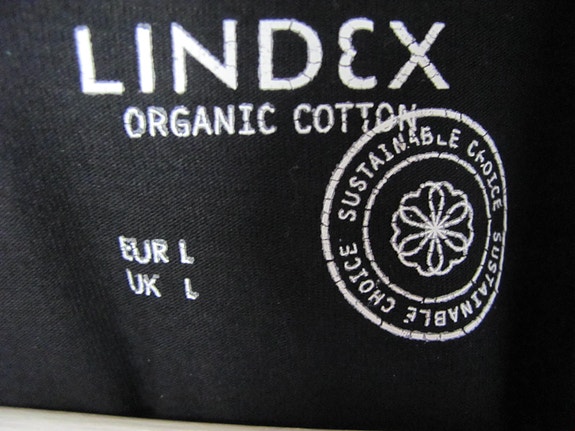 LINDEX
ORGANIC COTTON
SUSTAINABLE CHOICE SUSTAINABLE CHOICE
EUR L
UK L